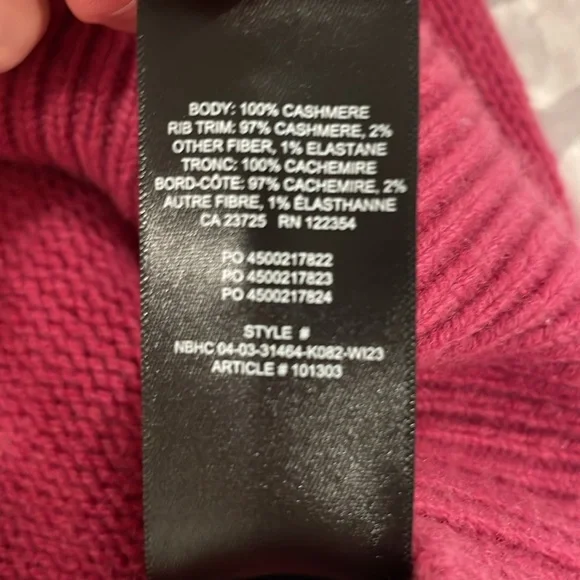 BODY: 100% CASHMERE
RIB TRIM: 97% CASHMERE, 2%
OTHER FIBER, 1% ELASTANE
TRONC: 100% CACHEMIRE
BORD-CÔTE: 97% CACHEMIRE, 2%
AUTRE FIBRE, 1% ÉLASTHANNE
CA 23725 RN 122354
PO 4500217822
PO 4500217823
PO 4500217824
STYLE #
NBHC 04-03-31464-K082-WI23
ARTICLE # 101303